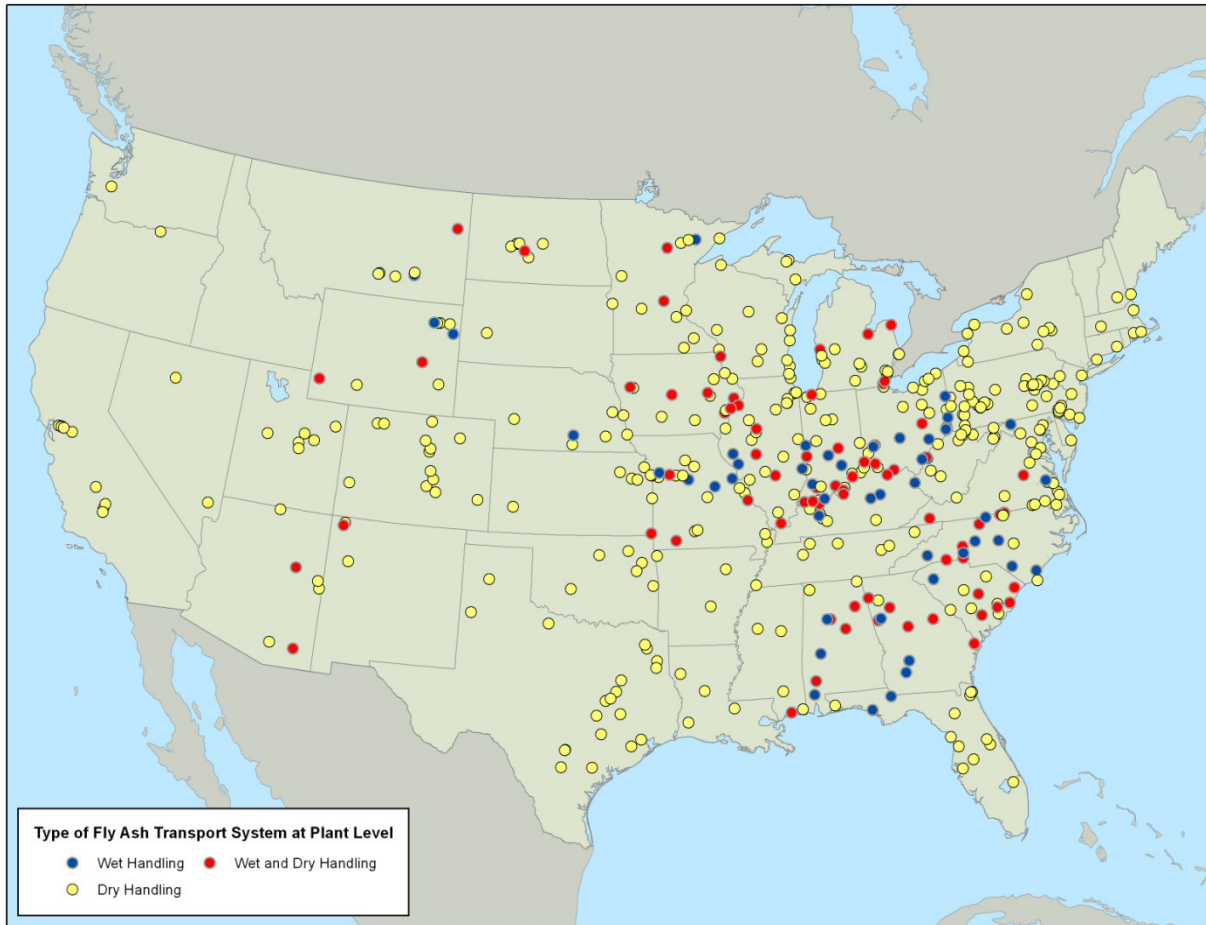 Type of Fly Ash Transport System at Plant Level
Wet Handling Wet and Dry Handling
Dry Handling